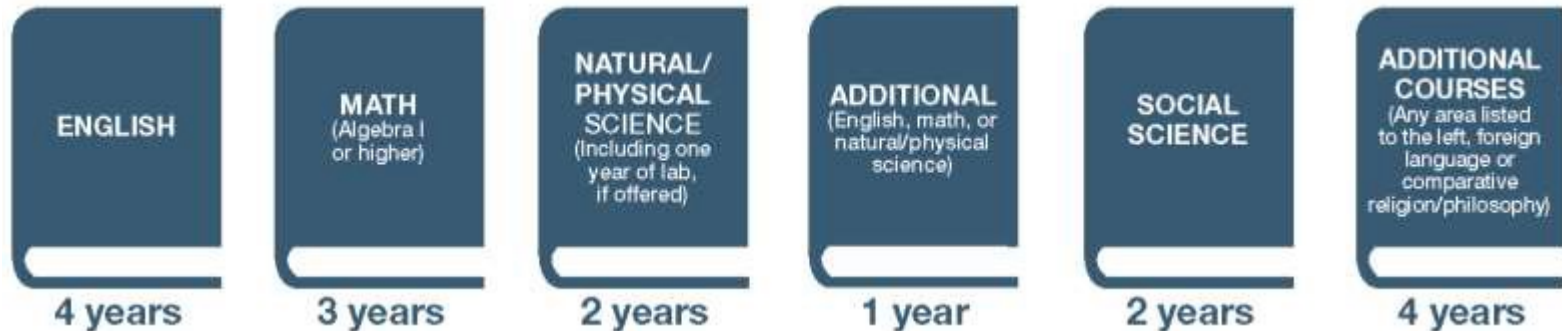 ENGLISH
4 years
MATH
(Algebra I
or higher)
3 years
NATURAL/
PHYSICAL
SCIENCE
(Including one
year of lab,
if offered)
2 years
ADDITIONAL
(English, math, or
natural/physical
science)
1 year
SOCIAL
SCIENCE
2 years
ADDITIONAL
COURSES
(Any area listed
to the left, foreign
language or
comparative
religion/philosophy)
4 years